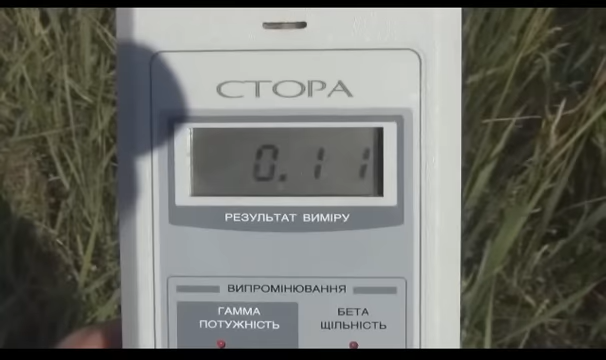 СТОРА
0.11
РЕЗУЛЬТАТ ВИМІРУ
ВИПРОМІНЮВАННЯ
ГАММА
ПОТУЖНІСТЬ
БЕТА
ЩІЛЬНІСТЬ